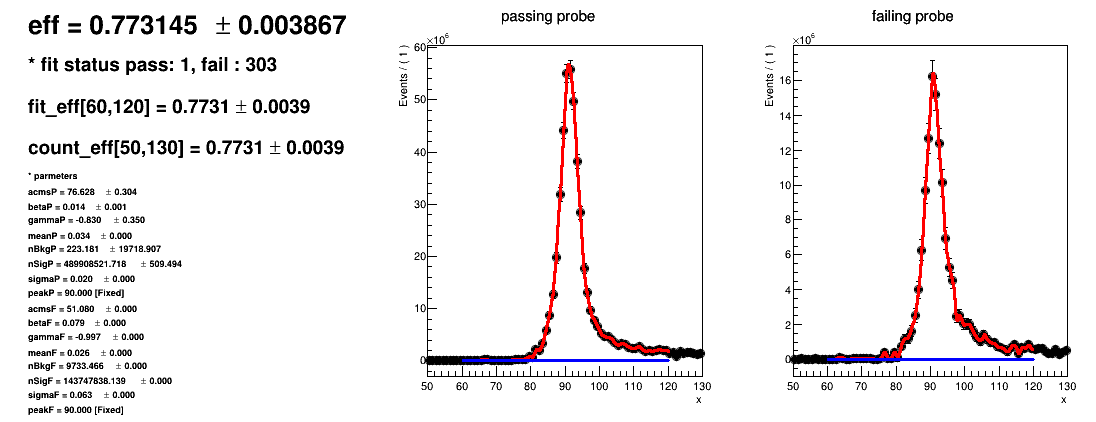 eff = 0.773145 ± 0.003867
* fit status pass: 1, fail : 303
fit_eff[60,120] = 0.7731 ± 0.0039
count_eff[50,130] = 0.7731 ± 0.0039
* parmeters
acmsP = 76.628 ± 0.304
betaP = 0.014 ± 0.001
gammaP = -0.830 ± 0.350
meanP = 0.034 ± 0.000
nBkgP = 223.181 ± 19718.907
nSigP = 489908521.718 ± 509.494
sigmaP = 0.020 ± 0.000
peakP = 90.000 [Fixed]
acmsF = 51.080 ± 0.000
betaF = 0.079 ± 0.000
gammaF = -0.997 ± 0.000
meanF = 0.026 ± 0.000
nBkgF = 9733.466 ± 0.000
nSigF = 143747838.139 ± 0.000
sigmaF = 0.063 ± 0.000
peakF = 90.000 [Fixed]
passing probe
×10⁶
Events / ( 1 )
60
50
40
30
20
10
0
50 60 70 80 90 100 110 120 130
x
failing probe
×10⁶
Events / ( 1 )
16
14
12
10
8
6
4
2
0
50 60 70 80 90 100 110 120 130
x